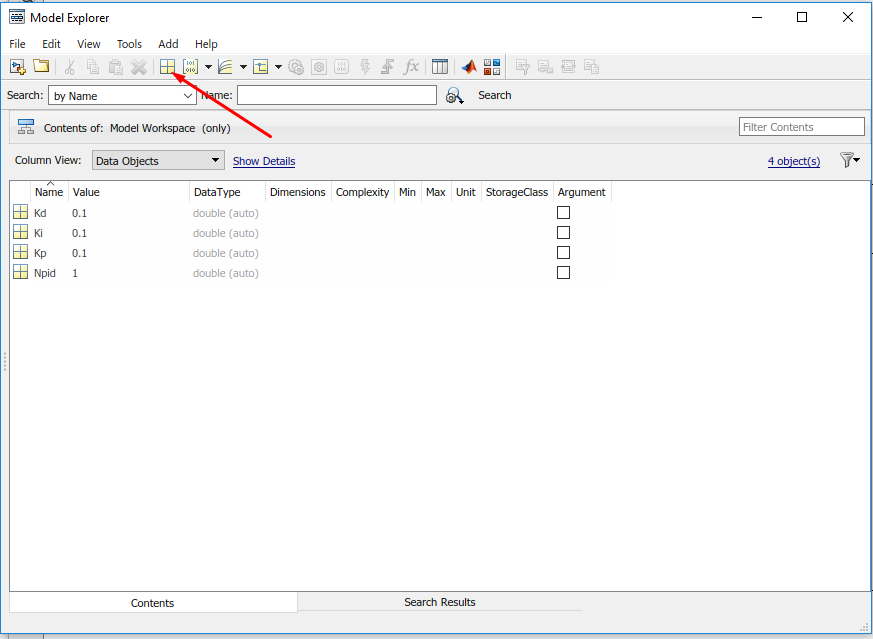 Model Explorer
File Edit View Tools Add Help
Search: by Name Name: Search
Contents of: Model Workspace (only) Filter Contents
Column View: Data Objects Show Details 4 object(s)
Name Value DataType Dimensions Complexity Min Max Unit StorageClass Argument
Kd 0.1 double (auto)
Ki 0.1 double (auto)
Kp 0.1 double (auto)
Npid 1 double (auto)
Contents Search Results